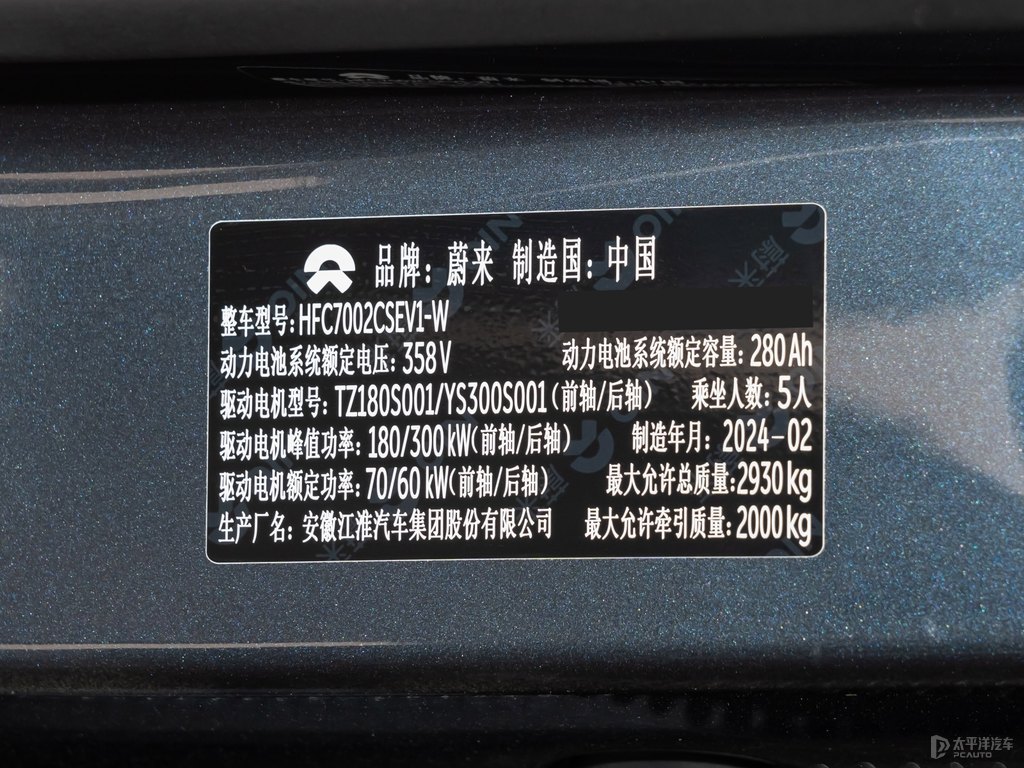 品牌：蔚来 制造国：中国
整车型号：HFC7002CSEV1-W
动力电池系统额定电压：358V 动力电池系统额定容量：280Ah
驱动电机型号：TZ180S001/YS300S001（前轴/后轴） 乘坐人数：5人
驱动电机峰值功率：180/300kW（前轴/后轴） 制造年月：2024-02
驱动电机额定功率：70/60kW（前轴/后轴） 最大允许总质量：2930kg
生产厂名：安徽江淮汽车集团股份有限公司 最大允许牵引质量：2000kg
太平洋汽车
PCAUTO